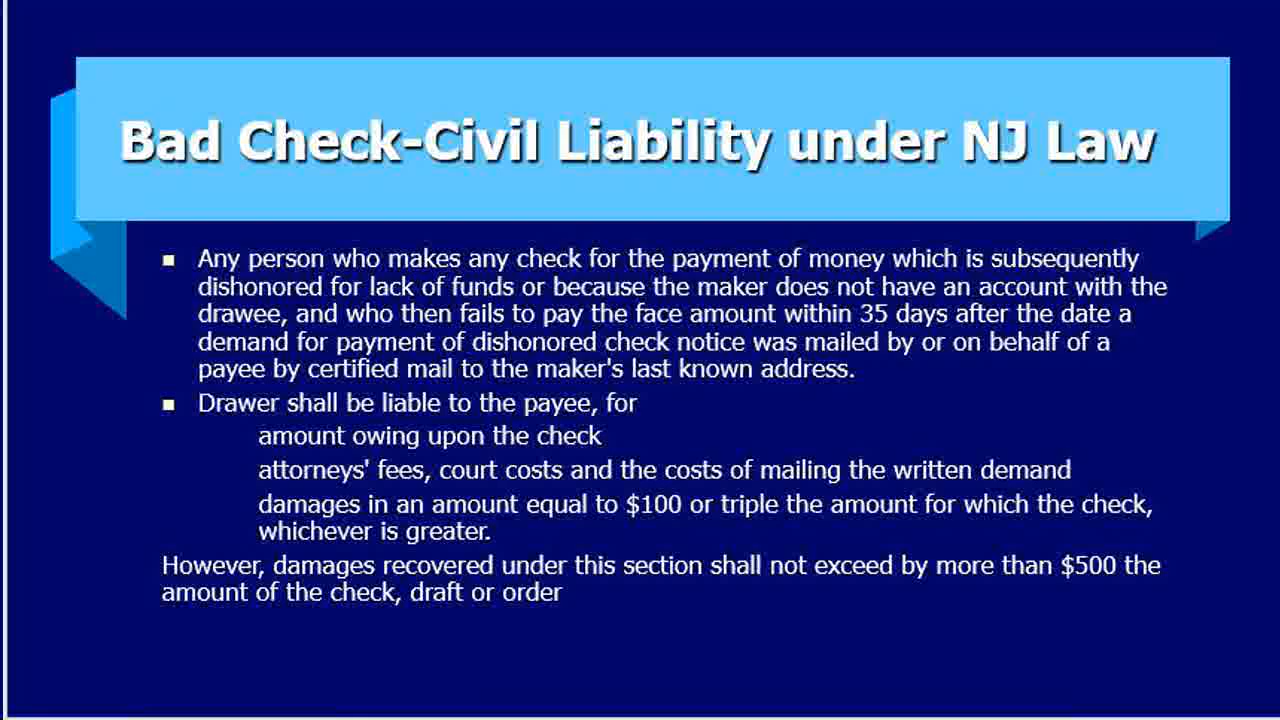 Bad Check-Civil Liability under NJ Law
Any person who makes any check for the payment of money which is subsequently
dishonored for lack of funds or because the maker does not have an account with the
drawee, and who then fails to pay the face amount within 35 days after the date a
demand for payment of dishonored check notice was mailed by or on behalf of a
payee by certified mail to the maker's last known address.
Drawer shall be liable to the payee, for
amount owing upon the check
attorneys' fees, court costs and the costs of mailing the written demand
damages in an amount equal to $100 or triple the amount for which the check,
whichever is greater.
However, damages recovered under this section shall not exceed by more than $500 the
amount of the check, draft or order